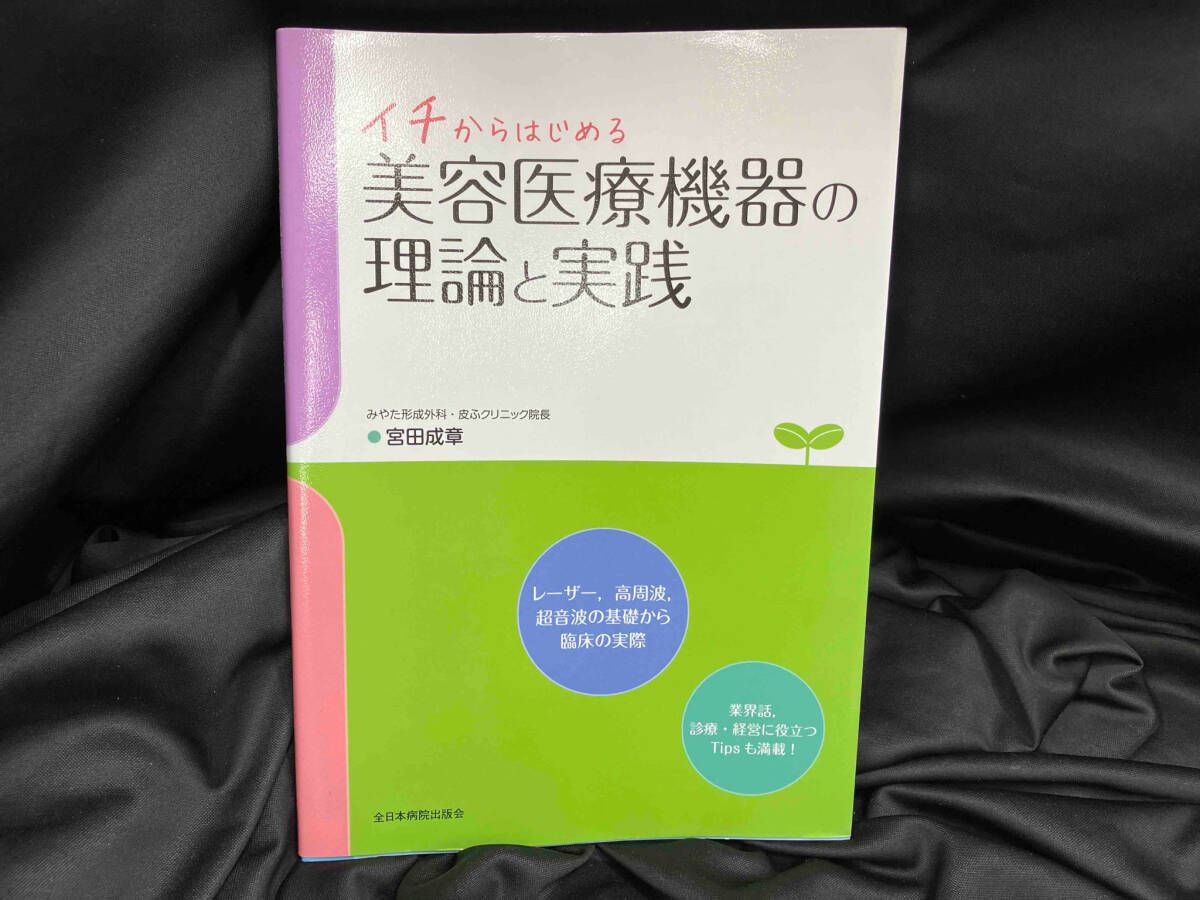 イチからはじめる
美容医療機器の
理論と実践
みやた形成外科・皮ふクリニック院長
●宮田成章
レーザー，高周波，
超音波の基礎から
臨床の実際
業界話，
診療・経営に役立つ
Tipsも満載！
全日本病院出版会